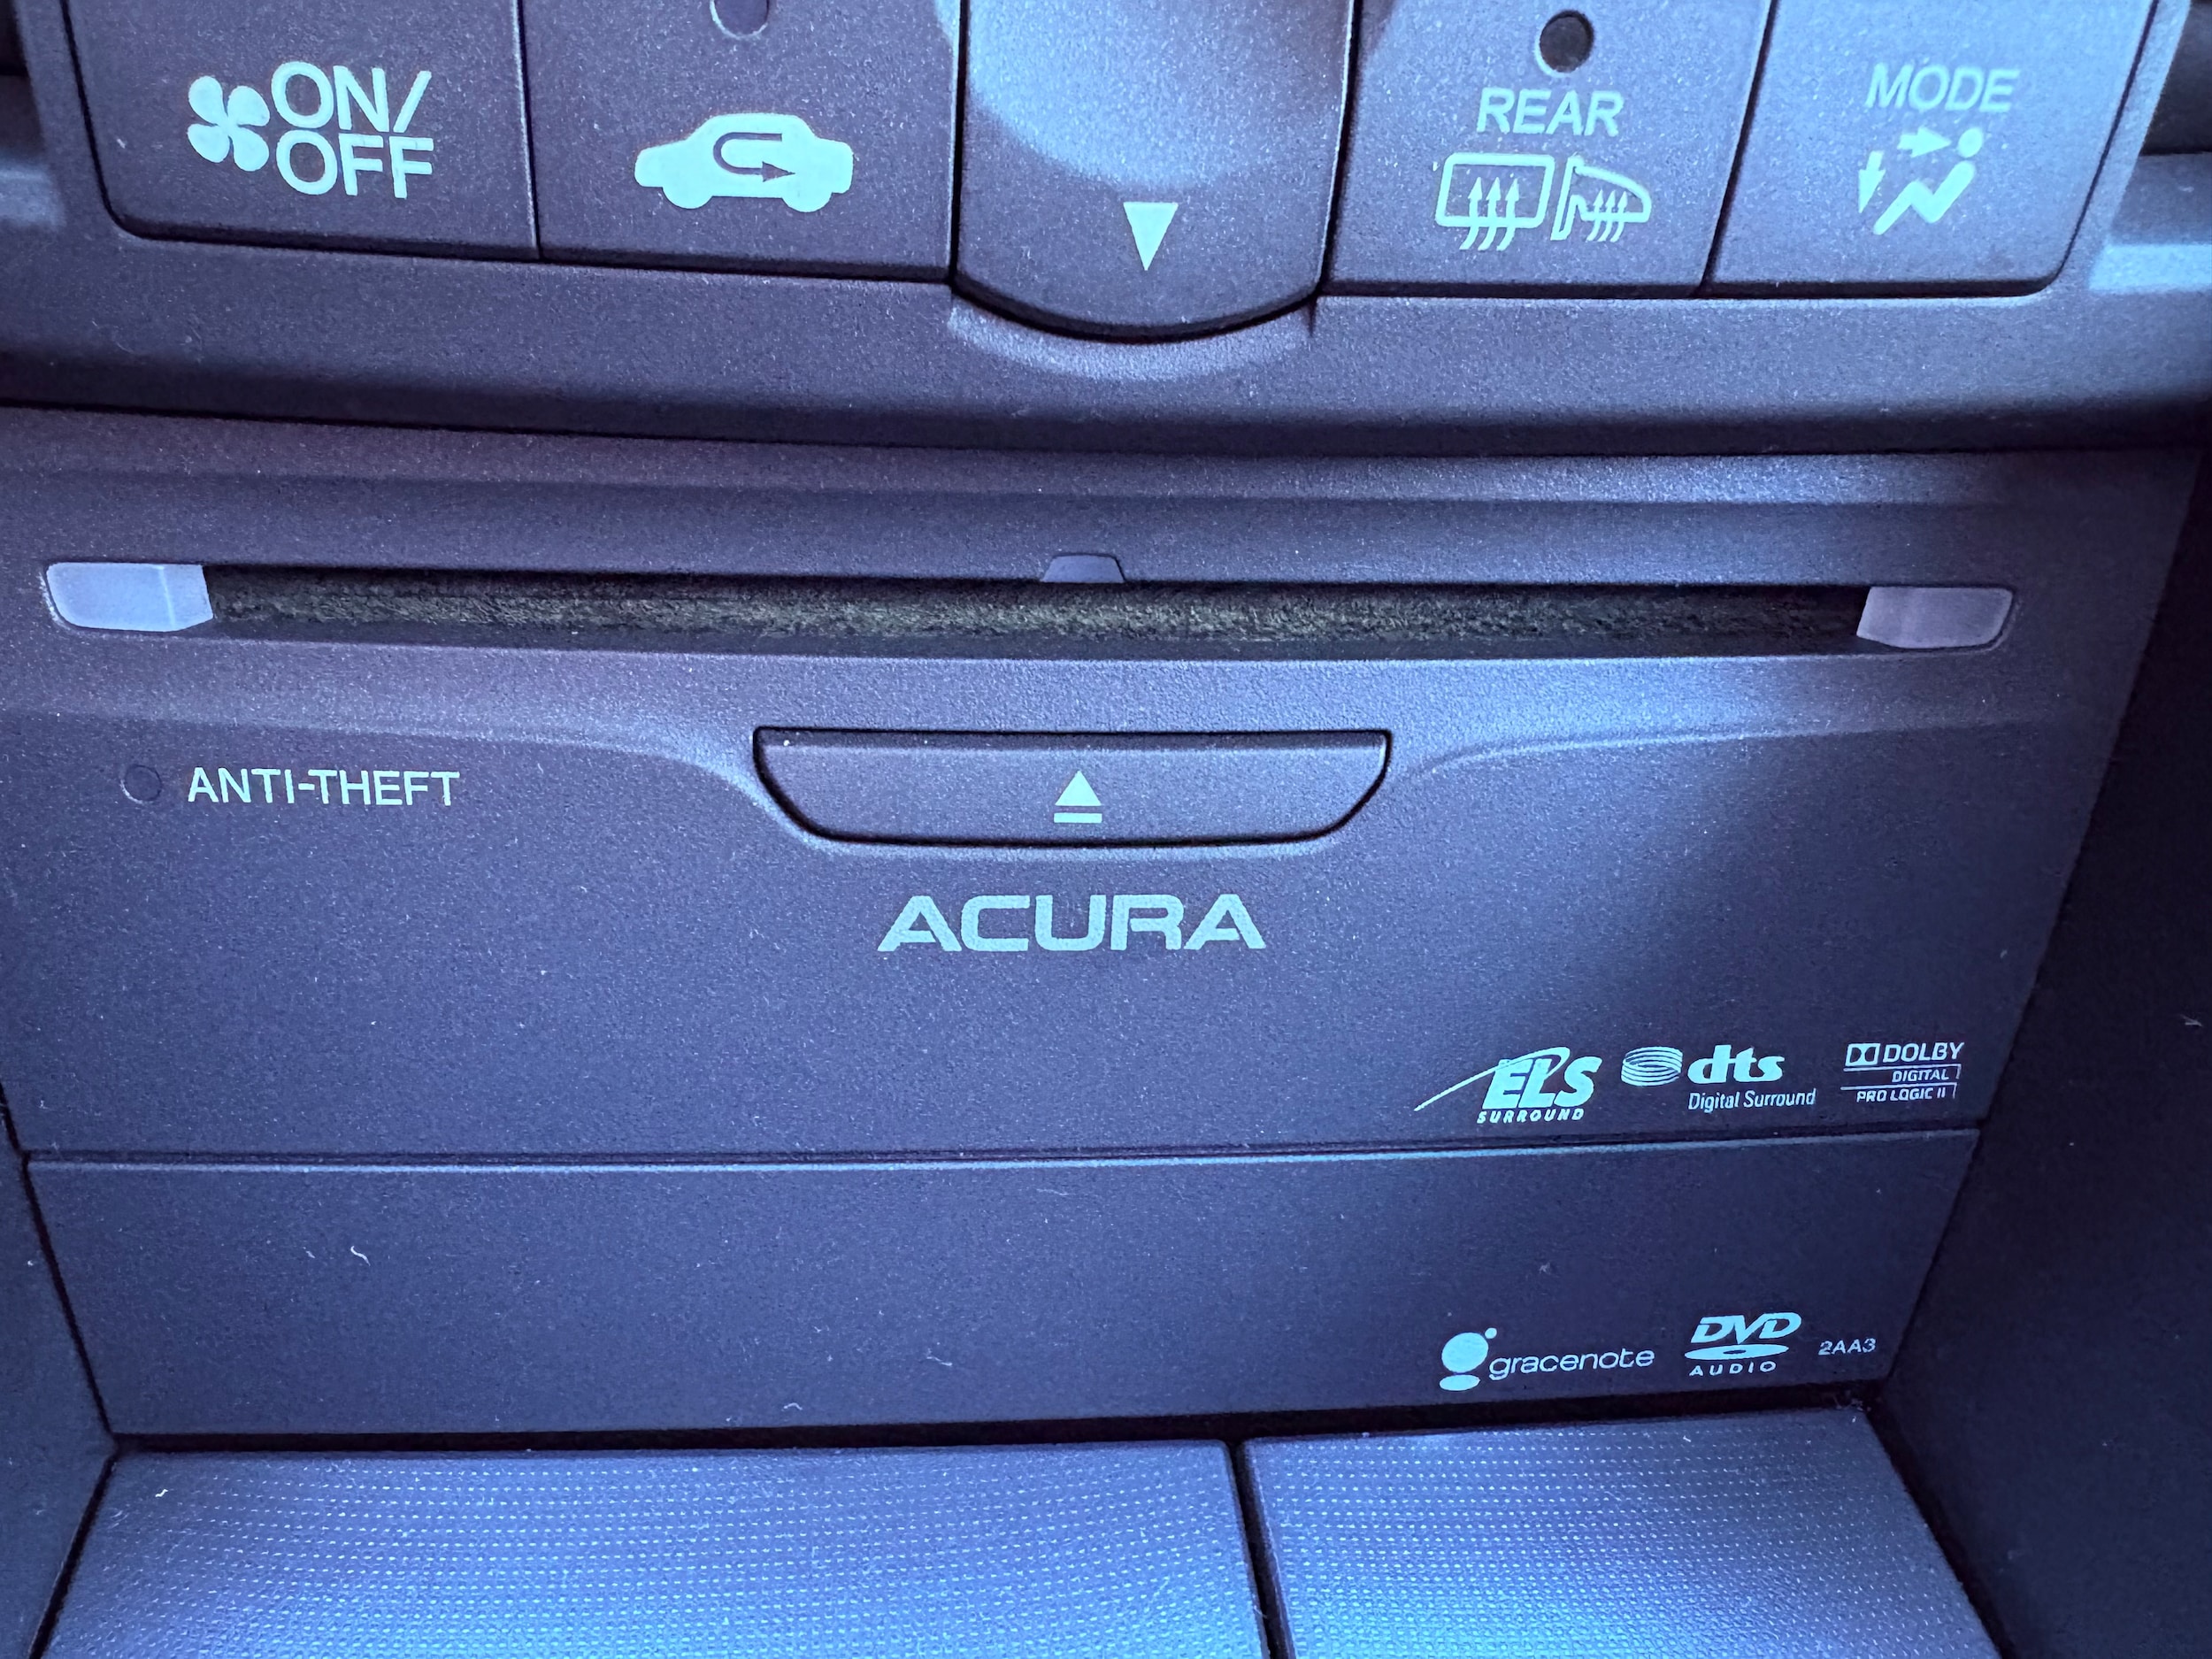 ON/
OFF
REAR
MODE
ANTI-THEFT
ACURA
ELS
SURROUND
dts
Digital Surround
DOLBY
DIGITAL
PRO LOGIC II
gracenote
DVD
AUDIO
2AA3